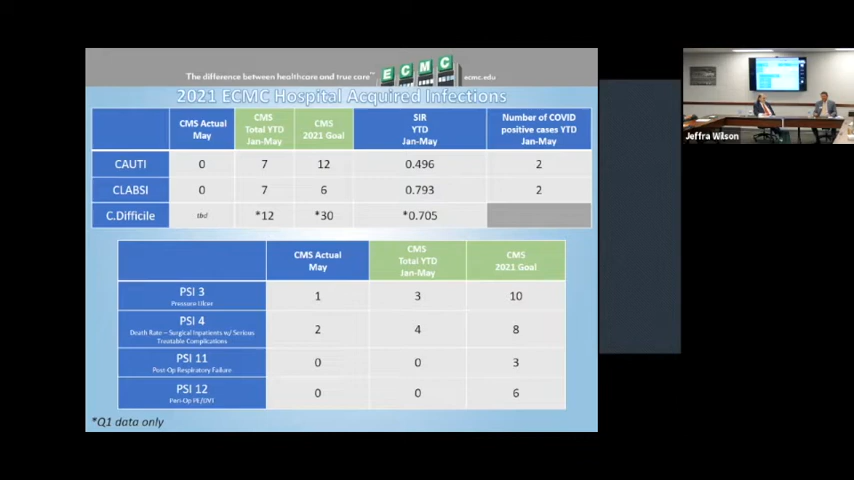 The difference between healthcare and true care™
ECMC
ecmc.edu
2021 ECMC Hospital Acquired Infections
CMS Actual May
CMS Total YTD Jan-May
CMS 2021 Goal
SIR YTD Jan-May
Number of COVID positive cases YTD Jan-May
CAUTI 0 7 12 0.496 2
CLABSI 0 7 6 0.793 2
C.Difficile tbd *12 *30 *0.705
CMS Actual May
CMS Total YTD Jan-May
CMS 2021 Goal
PSI 3 1 3 10
Pressure Ulcer
PSI 4 2 4 8
Death Rate – Surgical Inpatients w/ Serious
Treatable Complications
PSI 11 0 0 3
Post-Op Respiratory Failure
PSI 12 0 0 6
Peri-Op PE/DVT
*Q1 data only
Jeffra Wilson